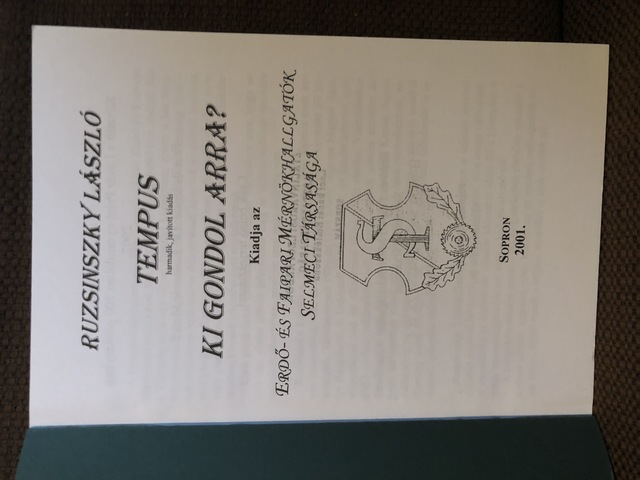 RUZSINSZKY LÁSZLÓ
TEMPUS
harmadik, javított kiadás
KI GONDOL ARRA?
Kiadja az
ERDŐ- ÉS FAIPARI MÉRNÖKHALLGATÓK
SELMECI TÁRSASÁGA
SOPRON
2001.